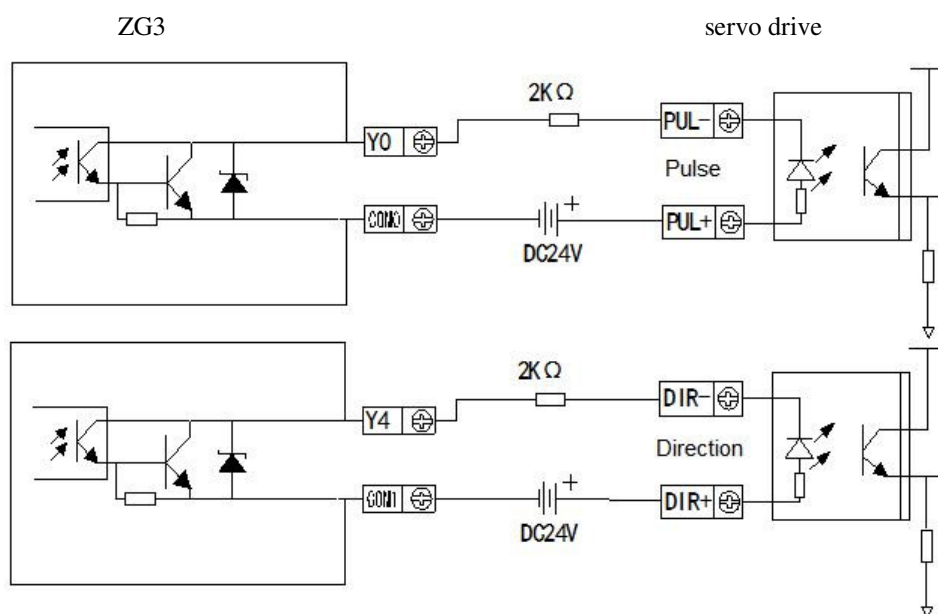 ZG3
servo drive
2KΩ
Y0
PUL-
Pulse
COM0
+
DC24V
PUL+
2KΩ
Y4
DIR-
Direction
COM1
+
DC24V
DIR+